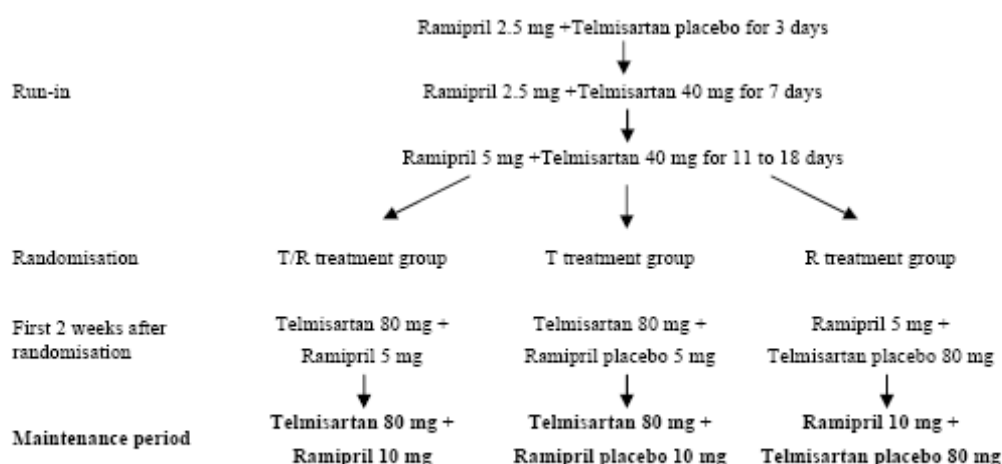 Ramipril 2.5 mg +Telmisartan placebo for 3 days
Run-in
Ramipril 2.5 mg +Telmisartan 40 mg for 7 days
Ramipril 5 mg +Telmisartan 40 mg for 11 to 18 days
Randomisation
T/R treatment group
T treatment group
R treatment group
First 2 weeks after
randomisation
Telmisartan 80 mg +
Ramipril 5 mg
Telmisartan 80 mg +
Ramipril placebo 5 mg
Ramipril 5 mg +
Telmisartan placebo 80 mg
Maintenance period
Telmisartan 80 mg +
Ramipril 10 mg
Telmisartan 80 mg +
Ramipril placebo 10 mg
Ramipril 10 mg +
Telmisartan placebo 80 mg